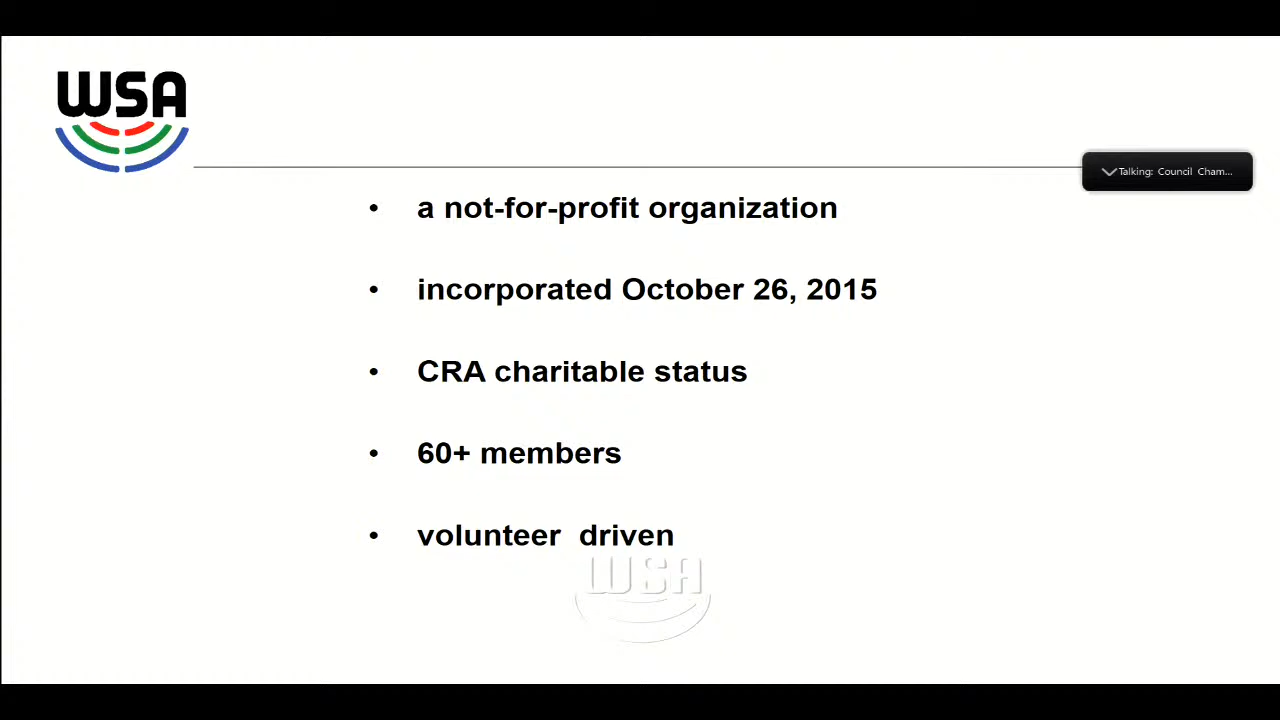 WSA
Talking: Council Cham...
• a not-for-profit organization
• incorporated October 26, 2015
• CRA charitable status
• 60+ members
• volunteer driven
WSA